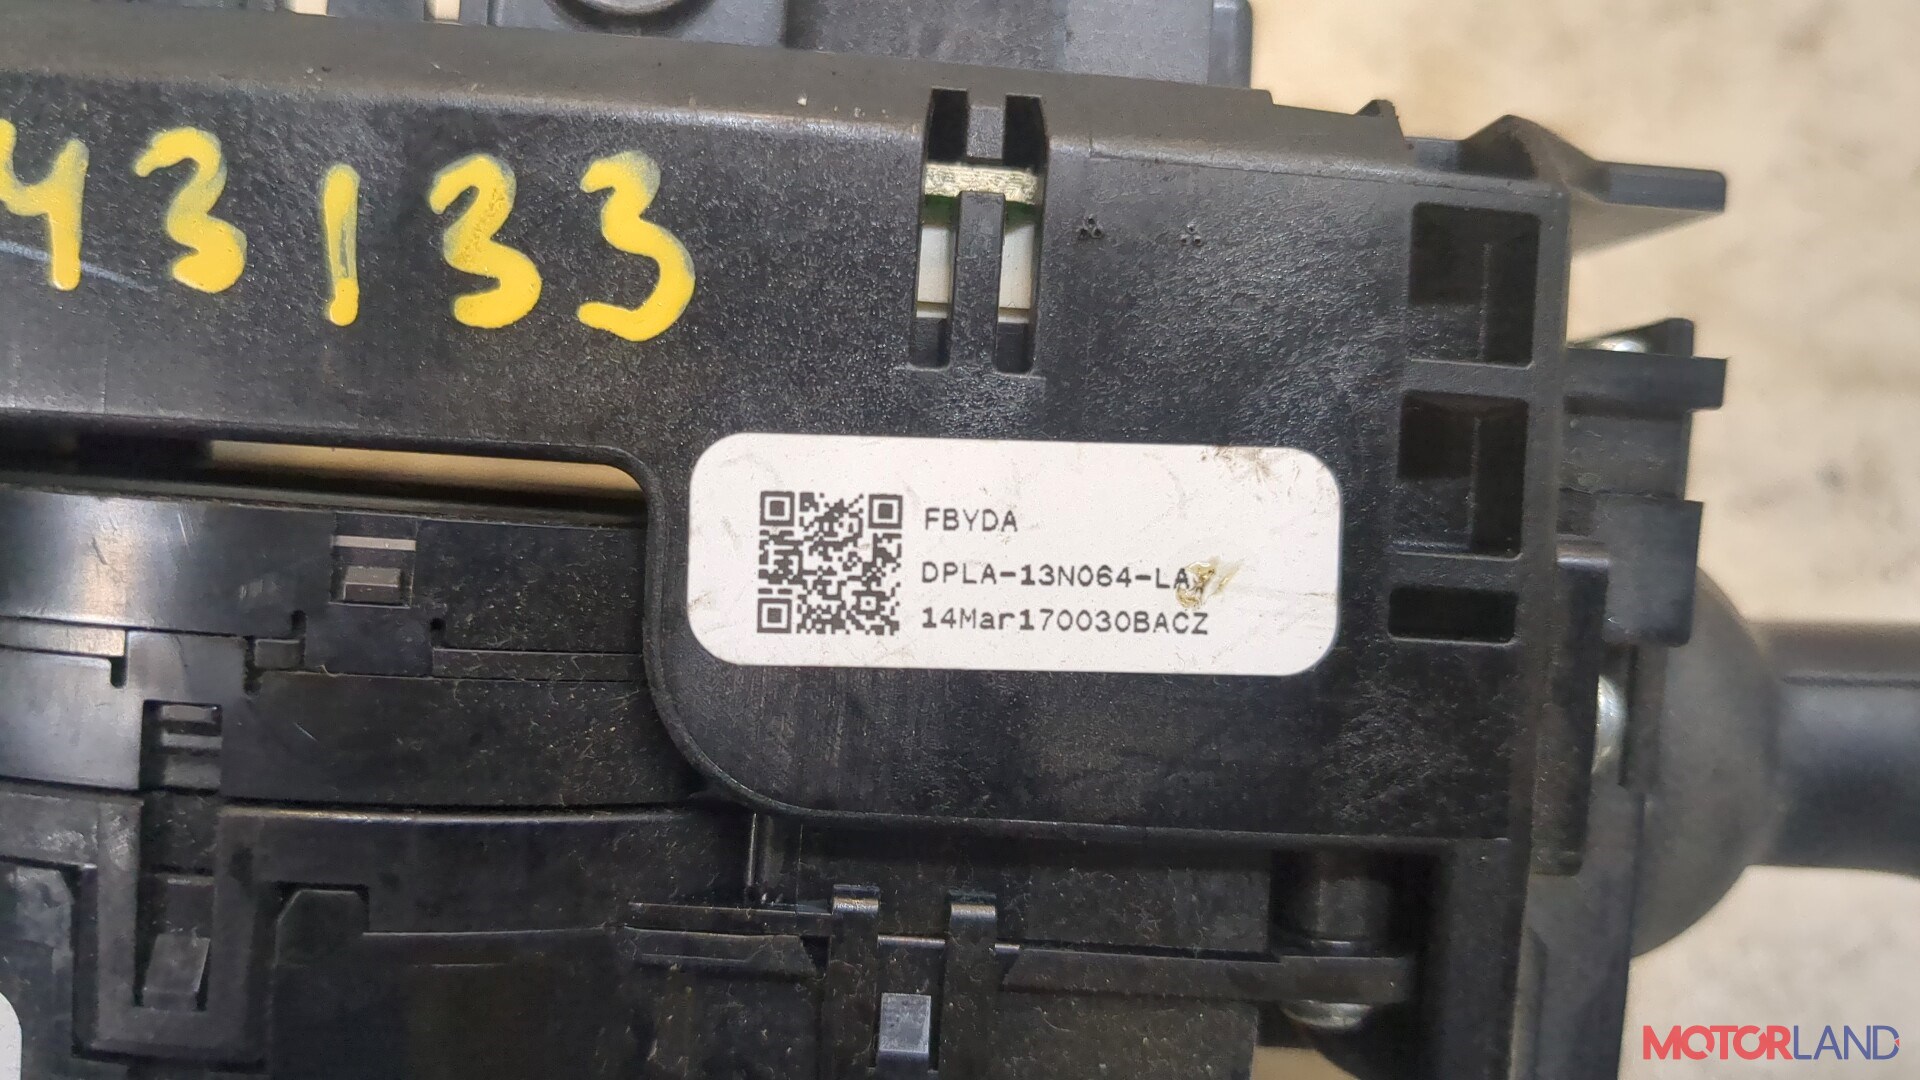 43133
FBYDA
DPLA-13N064-LA
14Mar170030BACZ
MOTORLAND